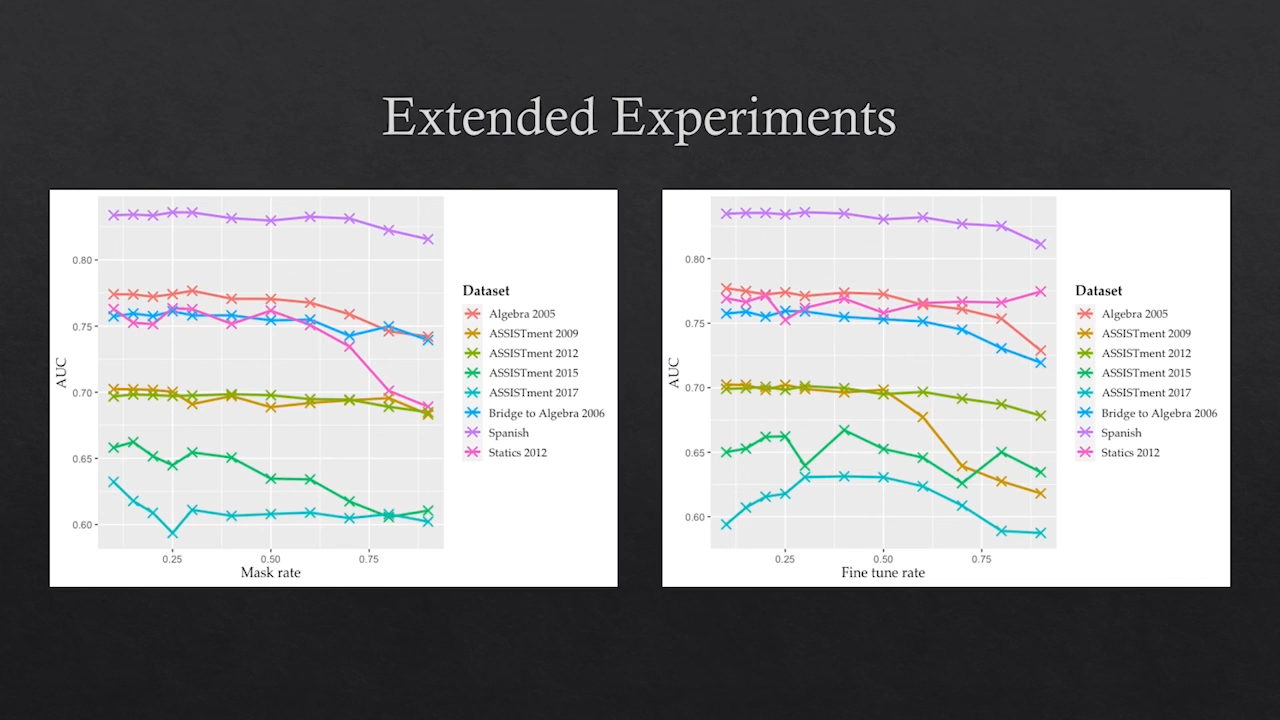 Extended Experiments
0.80
0.75
0.70
0.65
0.60
AUC
0.25
0.50
0.75
Mask rate
Dataset
Algebra 2005
ASSISTment 2009
ASSISTment 2012
ASSISTment 2015
ASSISTment 2017
Bridge to Algebra 2006
Spanish
Statics 2012
0.80
0.75
0.70
0.65
0.60
AUC
0.25
0.50
0.75
Fine tune rate
Dataset
Algebra 2005
ASSISTment 2009
ASSISTment 2012
ASSISTment 2015
ASSISTment 2017
Bridge to Algebra 2006
Spanish
Statics 2012